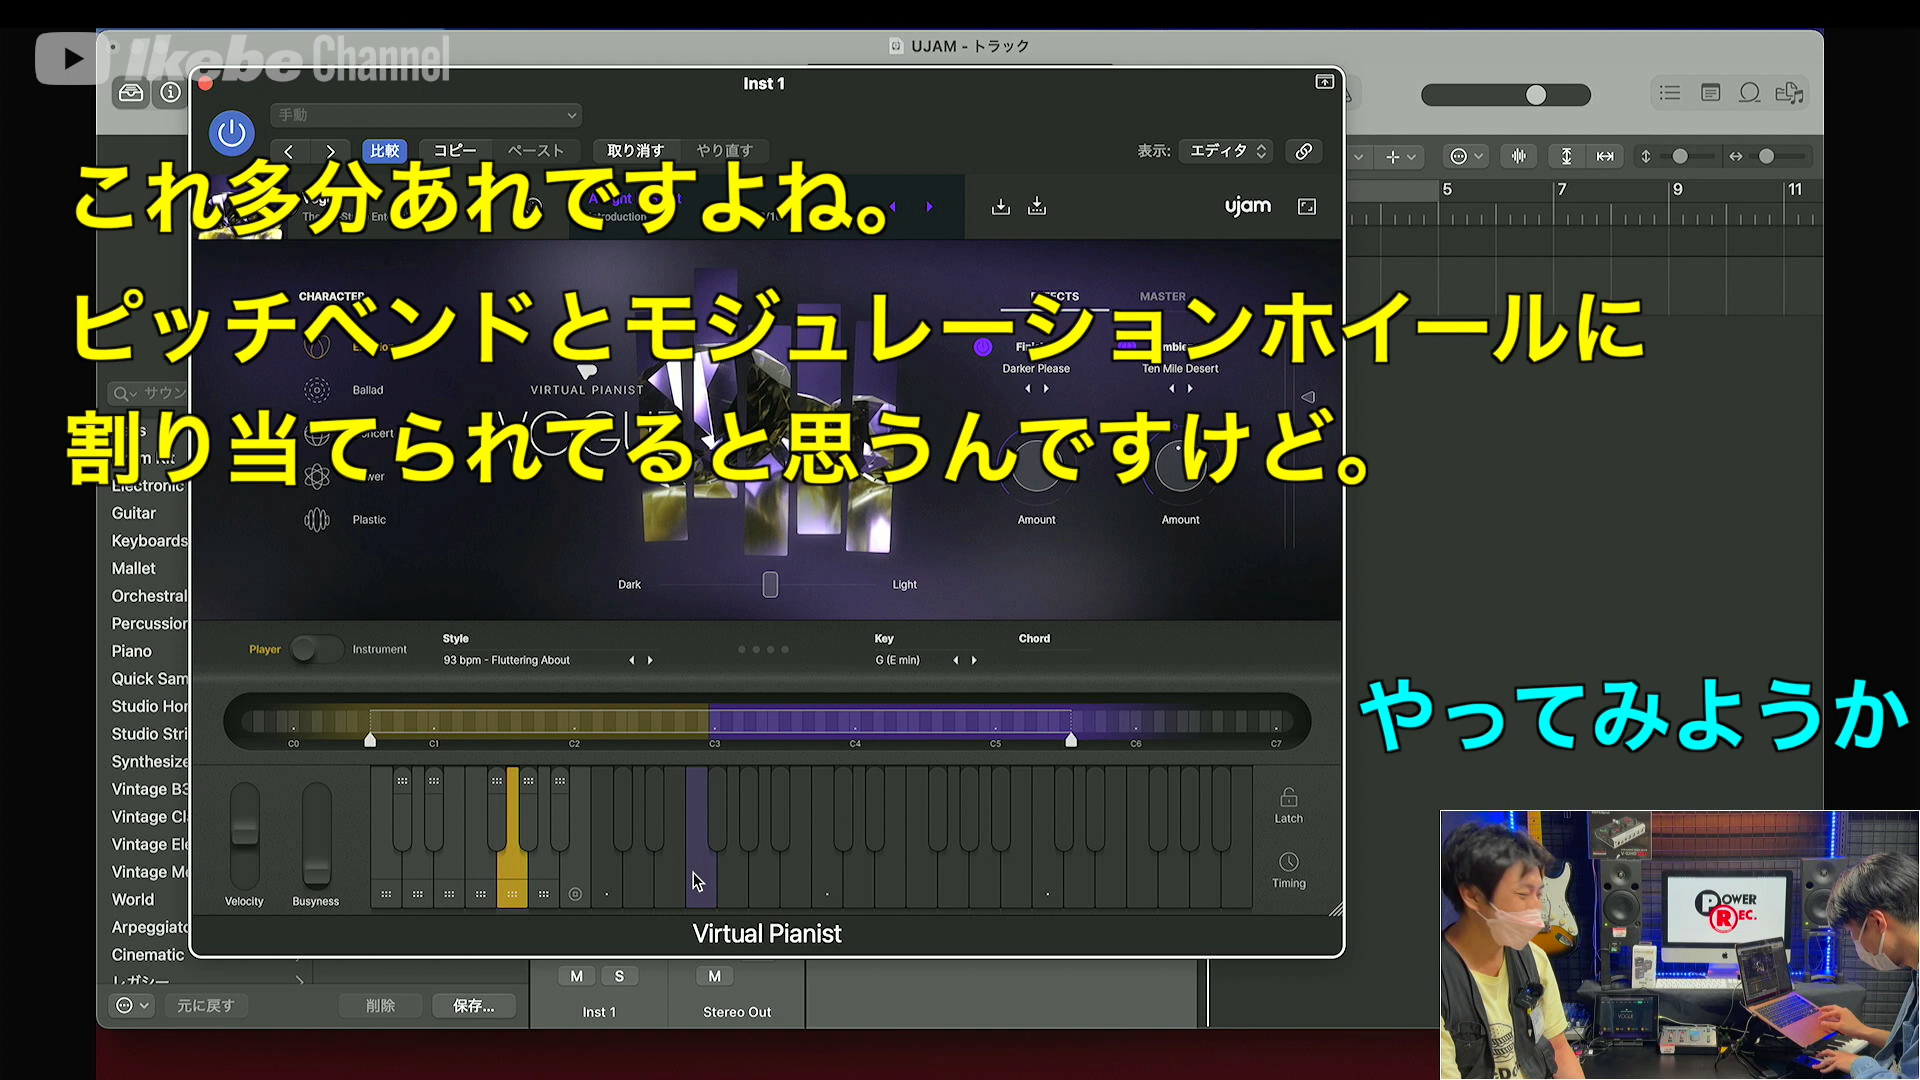 Ikebe Channel
UJAM - トラック
Inst 1
手動
比較
コピー
ペースト
取り消す
やり直す
表示:
エディタ
これ多分あれですよね。
ujam
5
7
9
11
CHARACTER
EFFECTS
MASTER
ピッチベンドとモジュレーションホイールに
Darker Please
Ten Mile Desert
Ballad
VIRTUAL PIANIST
割り当てられてると思うんですけど。
Electronic
Plastic
Amount
Amount
Guitar
Keyboards
Mallet
Dark
Light
Orchestral
Percussion
Player
Instrument
Style
93 bpm - Fluttering About
Key
G (E min)
Chord
Piano
やってみようか
C0
C1
C2
C3
C4
C5
C6
C7
Velocity
Busyness
Latch
Timing
World
Cinematic
レガシー
Virtual Pianist
M
S
M
元に戻す
削除
保存...
Inst 1
Stereo Out
POWER
REC.